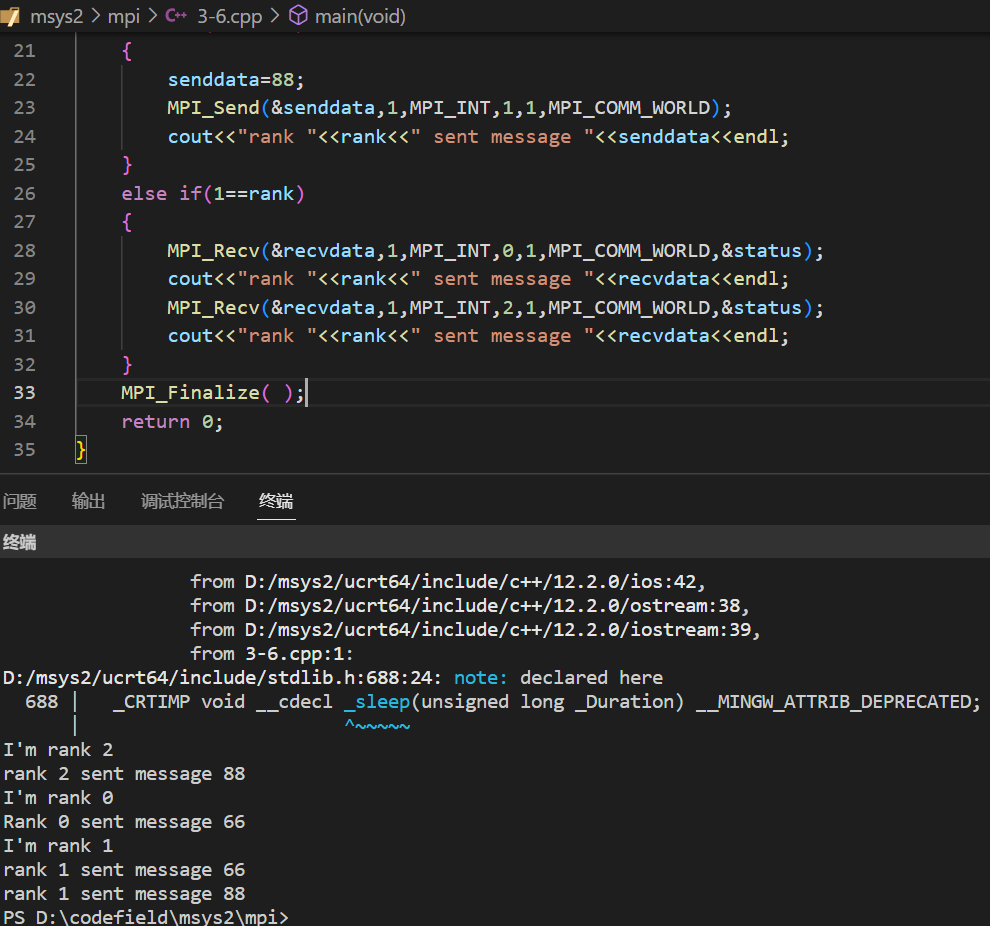 msys2 > mpi > C++ 3-6.cpp > main(void)
21 {
22 senddata=88;
23 MPI_Send(&senddata,1,MPI_INT,1,1,MPI_COMM_WORLD);
24 cout<<"rank "<<rank<<" sent message "<<senddata<<endl;
25 }
26 else if(1==rank)
27 {
28 MPI_Recv(&recvdata,1,MPI_INT,0,1,MPI_COMM_WORLD,&status);
29 cout<<"rank "<<rank<<" sent message "<<recvdata<<endl;
30 MPI_Recv(&recvdata,1,MPI_INT,2,1,MPI_COMM_WORLD,&status);
31 cout<<"rank "<<rank<<" sent message "<<recvdata<<endl;
32 }
33 MPI_Finalize( );
34 return 0;
35 }
问题 输出 调试控制台 终端
终端
from D:/msys2/ucrt64/include/c++/12.2.0/ios:42,
from D:/msys2/ucrt64/include/c++/12.2.0/ostream:38,
from D:/msys2/ucrt64/include/c++/12.2.0/iostream:39,
from 3-6.cpp:1:
D:/msys2/ucrt64/include/stdlib.h:688:24: note: declared here
688 | _CRTIMP void __cdecl _sleep(unsigned long _Duration) __MINGW_ATTRIB_DEPRECATED;
| ^~~~~~
I'm rank 2
rank 2 sent message 88
I'm rank 0
Rank 0 sent message 66
I'm rank 1
rank 1 sent message 66
rank 1 sent message 88
PS D:\codefield\msys2\mpi>